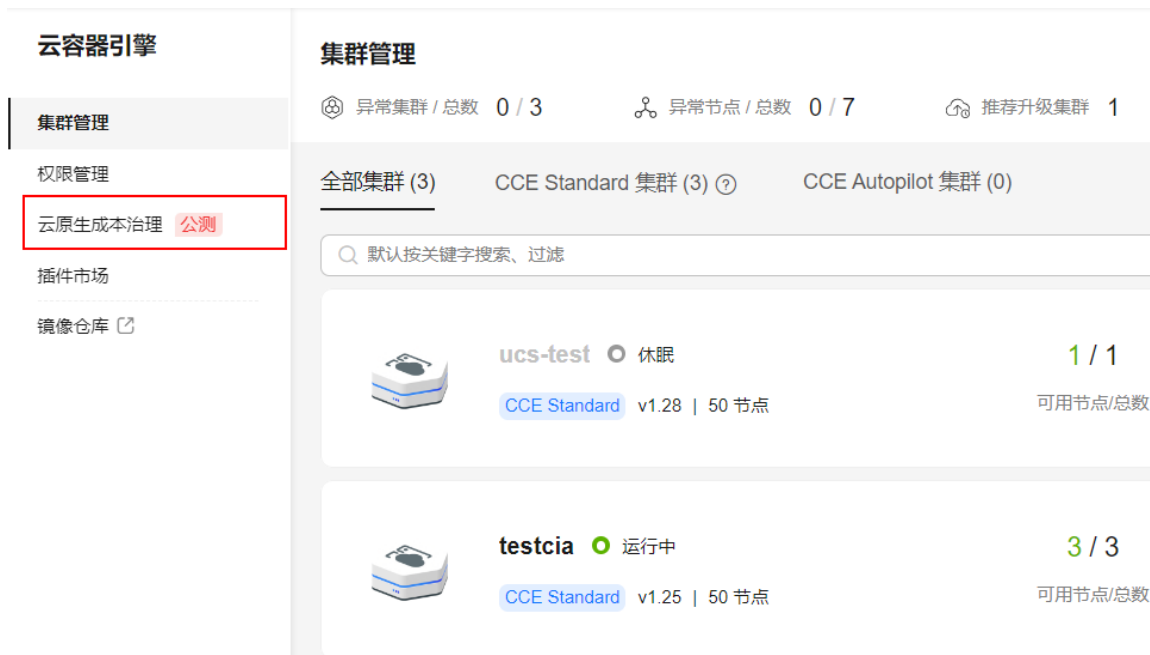 云容器引擎
集群管理
权限管理
云原生成本治理 公测
插件市场
镜像仓库
集群管理
异常集群 / 总数 0 / 3 异常节点 / 总数 0 / 7 推荐升级集群 1
全部集群 (3) CCE Standard 集群 (3) ? CCE Autopilot 集群 (0)
默认按关键字搜索、过滤
ucs-test 休眠 1 / 1
CCE Standard v1.28 | 50 节点 可用节点/总数
testcia 运行中 3 / 3
CCE Standard v1.25 | 50 节点 可用节点/总数